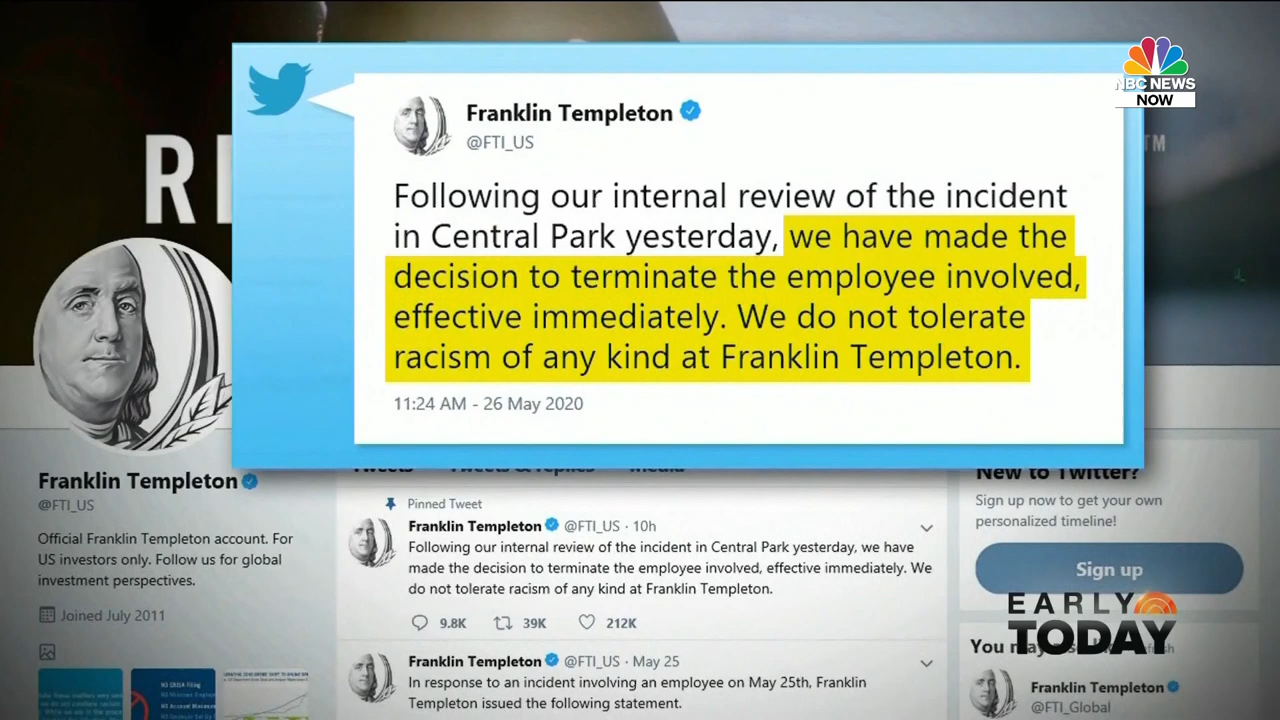 NBC NEWS
NOW
Franklin Templeton
@FTI_US
Following our internal review of the incident
in Central Park yesterday, we have made the
decision to terminate the employee involved,
effective immediately. We do not tolerate
racism of any kind at Franklin Templeton.
11:24 AM - 26 May 2020
TM
Franklin Templeton
@FTI_US
Official Franklin Templeton account. For
US investors only. Follow us for global
investment perspectives.
Joined July 2011
Tweets Tweets & replies Media
Pinned Tweet
Franklin Templeton @FTI_US · 10h
Following our internal review of the incident in Central Park yesterday, we have
made the decision to terminate the employee involved, effective immediately. We
do not tolerate racism of any kind at Franklin Templeton.
9.8K 39K 212K
Franklin Templeton @FTI_US · May 25
In response to an incident involving an employee on May 25th, Franklin
Templeton issued the following statement.
New to Twitter?
Sign up now to get your own
personalized timeline!
Sign up
EARLY
TODAY
You may
Franklin Templeton
@FTI_Global